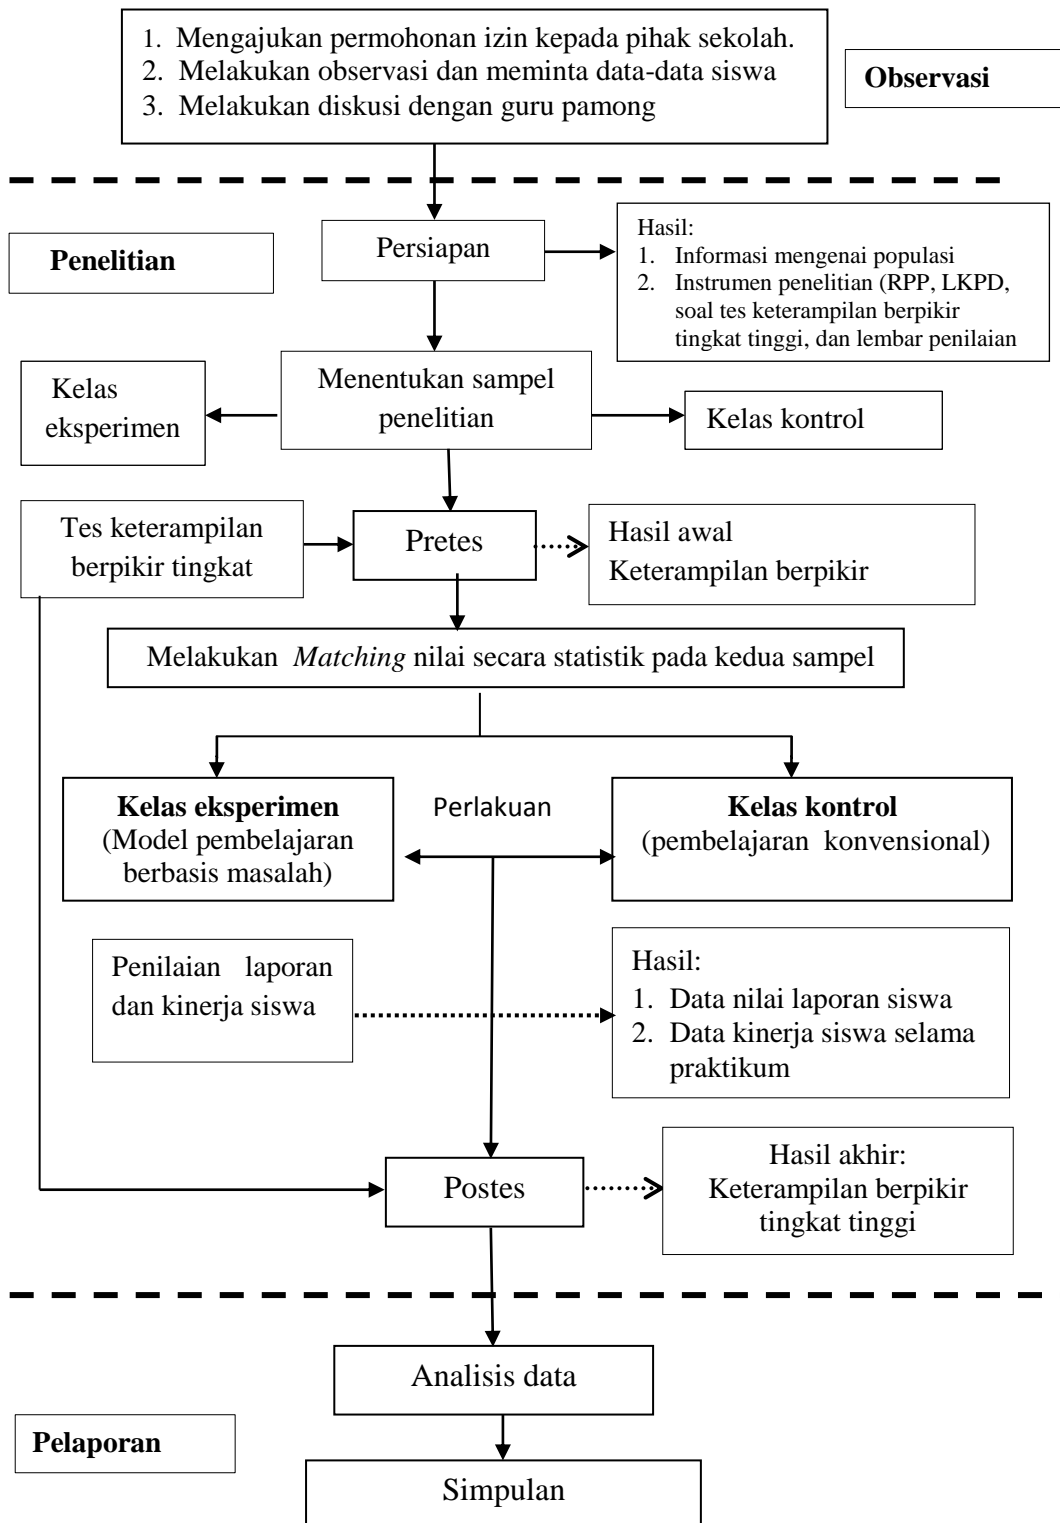 1. Mengajukan permohonan izin kepada pihak sekolah.
2. Melakukan observasi dan meminta data-data siswa
3. Melakukan diskusi dengan guru pamong
Observasi
Penelitian
Persiapan
Hasil:
1. Informasi mengenai populasi
2. Instrumen penelitian (RPP, LKPD,
soal tes keterampilan berpikir
tingkat tinggi, dan lembar penilaian
Kelas
eksperimen
Menentukan sampel
penelitian
Kelas kontrol
Tes keterampilan
berpikir tingkat
Pretes
Hasil awal
Keterampilan berpikir
Melakukan Matching nilai secara statistik pada kedua sampel
Kelas eksperimen
(Model pembelajaran
berbasis masalah)
Perlakuan
Kelas kontrol
(pembelajaran konvensional)
Penilaian laporan
dan kinerja siswa
Hasil:
1. Data nilai laporan siswa
2. Data kinerja siswa selama
praktikum
Postes
Hasil akhir:
Keterampilan berpikir
tingkat tinggi
Analisis data
Pelaporan
Simpulan